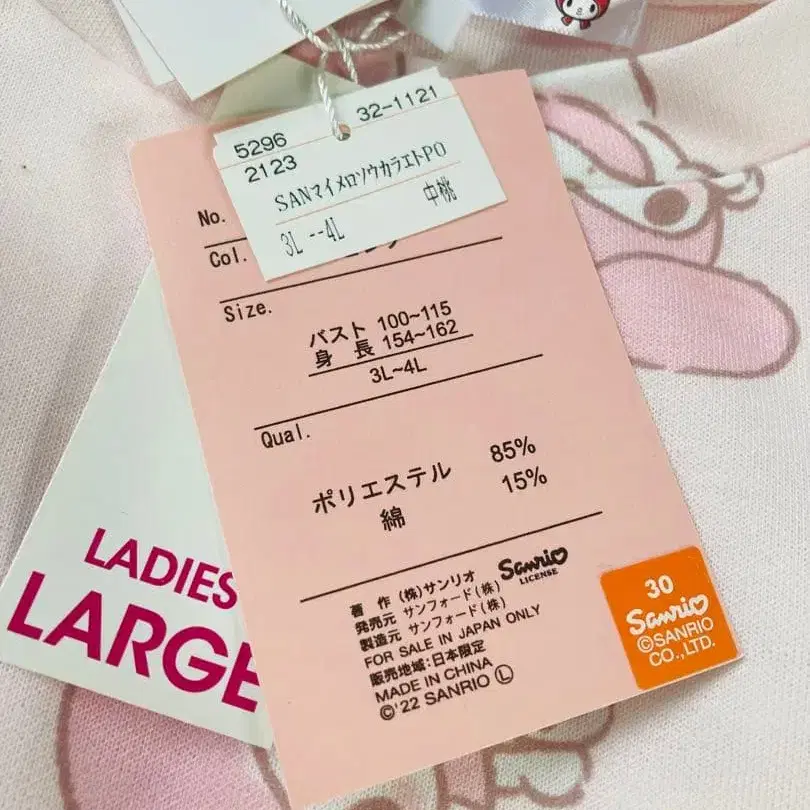 5296 32-1121
2123
SANマイメロソウカラエトPO
3L --4L 中桃
No.
Col.
Size.
バスト 100~115
身長 154~162
3L~4L
Qual.
ポリエステル 85%
綿 15%
著作 (株)サンリオ
発売元 サンフォード(株)
製造元 サンフォード(株)
FOR SALE IN JAPAN ONLY
販売地域:日本限定
MADE IN CHINA
©'22 SANRIO Ⓛ
Sanrio
LICENSE
30
Sanrio
©SANRIO
CO.,LTD.
LADIES
LARGE